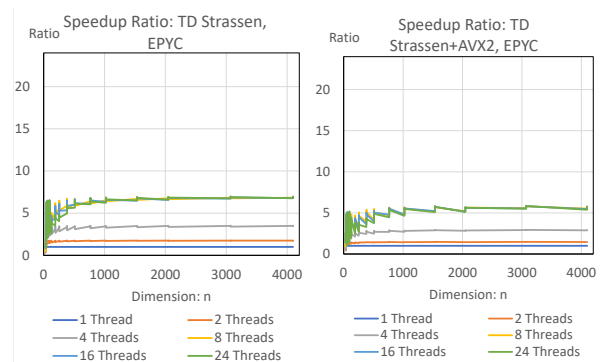 Speedup Ratio: TD Strassen,
EPYC
Ratio
20
15
10
5
0
0 1000 2000 3000 4000
Dimension: n
1 Thread 2 Threads
4 Threads 8 Threads
16 Threads 24 Threads
Speedup Ratio: TD
Strassen+AVX2, EPYC
Ratio
20
15
10
5
0
0 1000 2000 3000 4000
Dimension: n
1 Thread 2 Threads
4 Threads 8 Threads
16 Threads 24 Threads